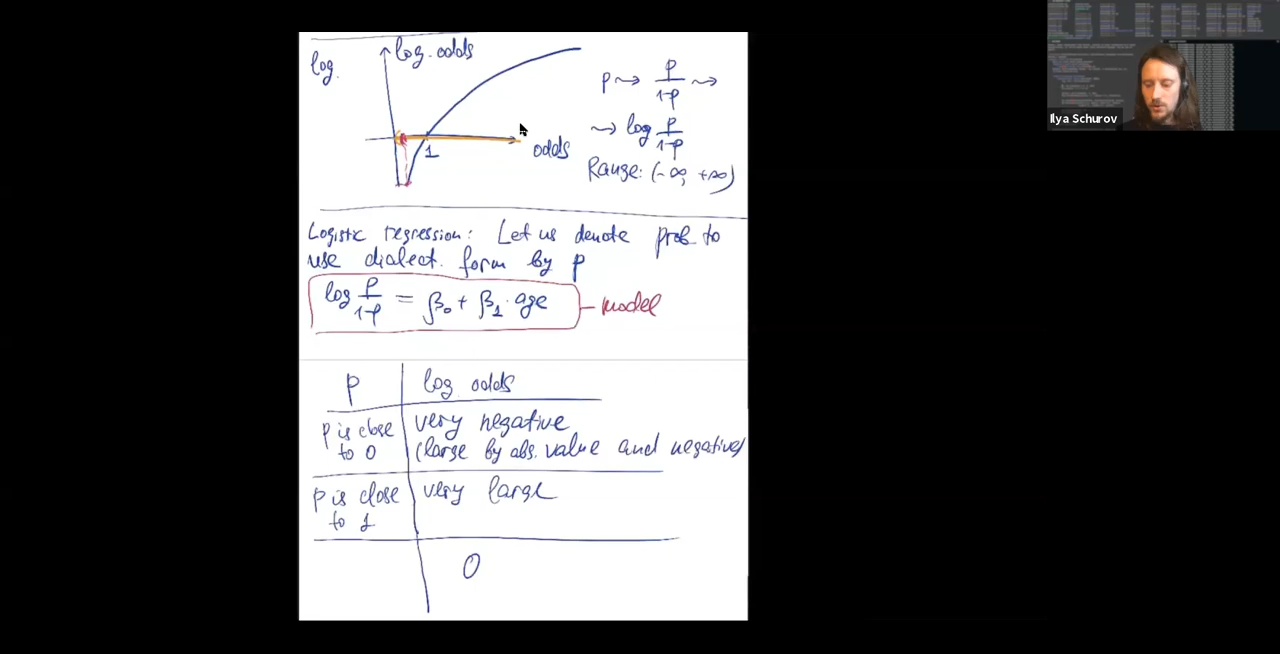 log.
log. odds
1
odds
p ⇝ p/(1-p) ⇝
⇝ log p/(1-p)
Range: (-∞, +∞)
Logistic regression: Let us denote prob. to
use dialect. form by p
log p/(1-p) = β₀ + β₁·age
model
p
log odds
p is close
to 0
very negative
(large by abs. value and negative)
p is close
to 1
very large
0
Ilya Schurov